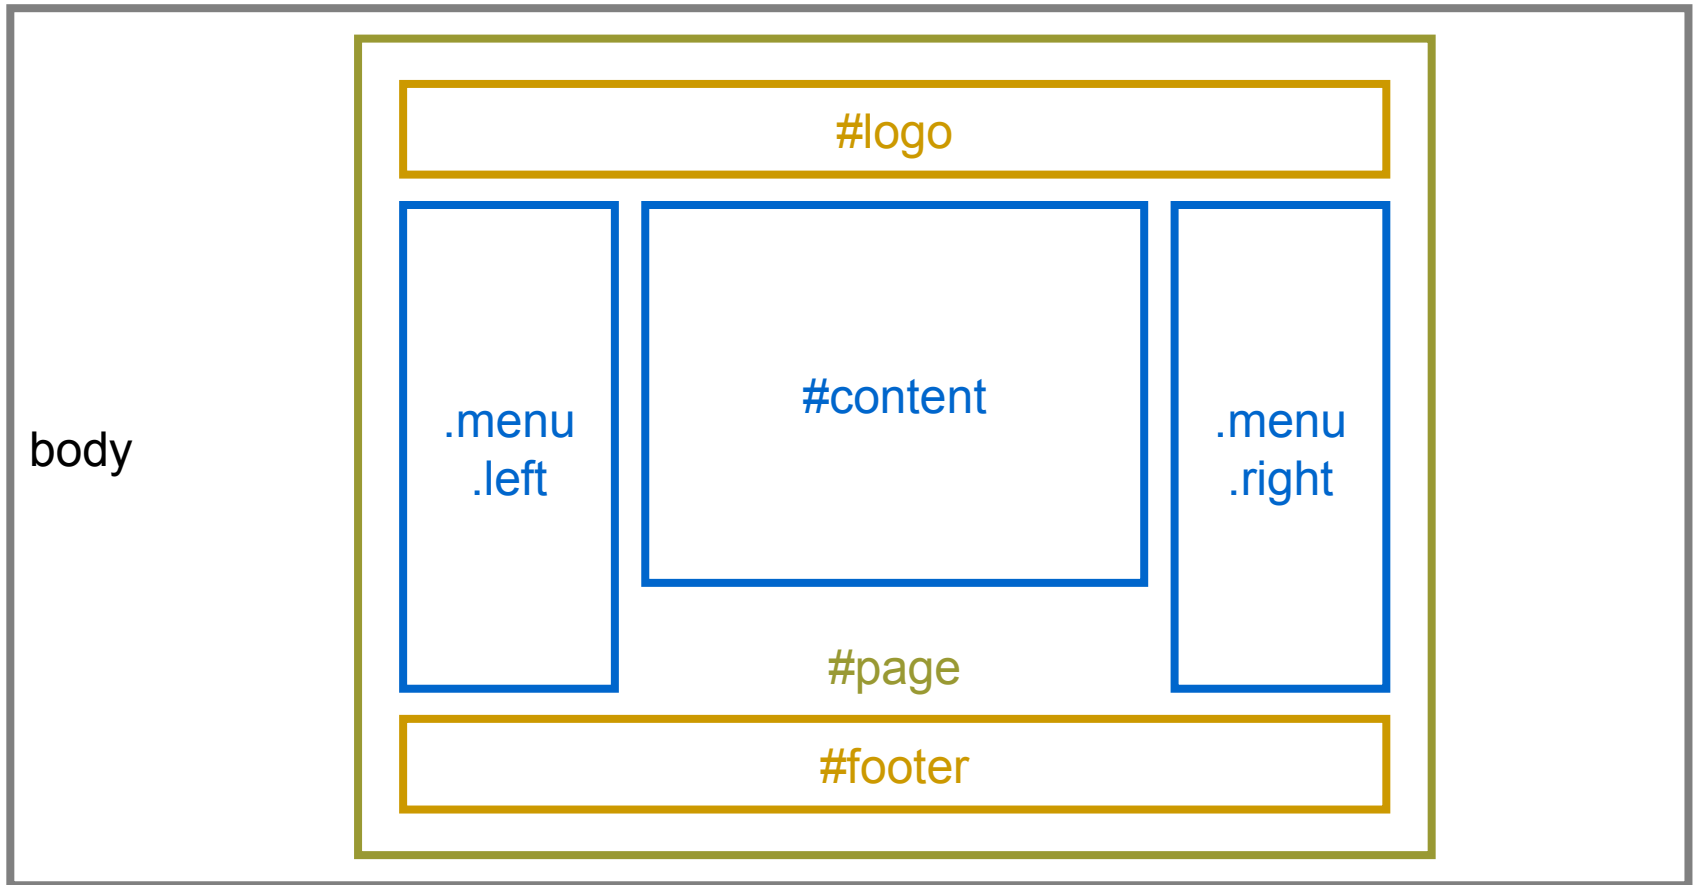 #logo
#content
.menu
.left
.menu
.right
body
#page
#footer